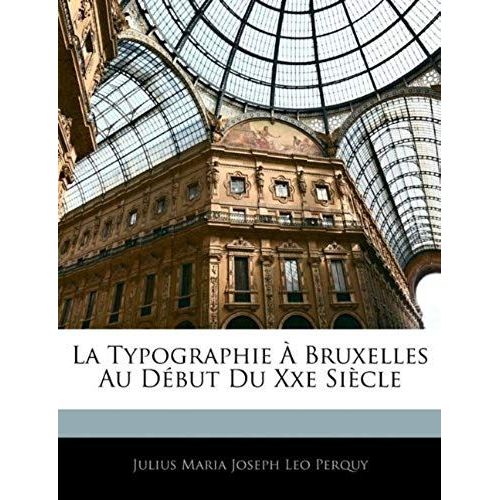 La Typographie À Bruxelles
Au Début Du Xxe Siècle
Julius Maria Joseph Leo Perquy